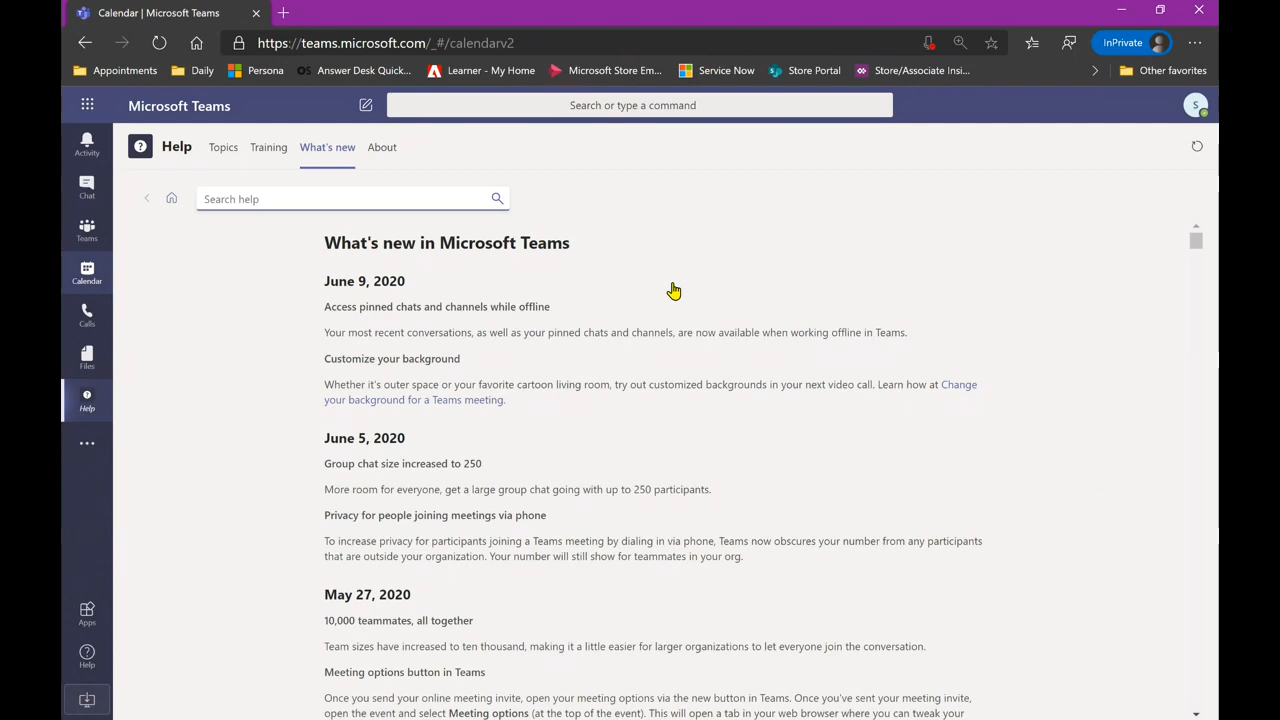 Calendar | Microsoft Teams
https://teams.microsoft.com/_#/calendarv2
InPrivate
Appointments
Daily
Persona
OS Answer Desk Quick...
Learner - My Home
Microsoft Store Em...
Service Now
Store Portal
Store/Associate Insi...
Other favorites
Microsoft Teams
Search or type a command
S
Activity
Chat
Teams
Calendar
Calls
Files
Help
Apps
Help
Help
Topics
Training
What's new
About
Search help
What's new in Microsoft Teams
June 9, 2020
Access pinned chats and channels while offline
Your most recent conversations, as well as your pinned chats and channels, are now available when working offline in Teams.
Customize your background
Whether it's outer space or your favorite cartoon living room, try out customized backgrounds in your next video call. Learn how at Change
your background for a Teams meeting.
June 5, 2020
Group chat size increased to 250
More room for everyone, get a large group chat going with up to 250 participants.
Privacy for people joining meetings via phone
To increase privacy for participants joining a Teams meeting by dialing in via phone, Teams now obscures your number from any participants
that are outside your organization. Your number will still show for teammates in your org.
May 27, 2020
10,000 teammates, all together
Team sizes have increased to ten thousand, making it a little easier for larger organizations to let everyone join the conversation.
Meeting options button in Teams
Once you send your online meeting invite, open your meeting options via the new button in Teams. Once you've sent your meeting invite,
open the event and select Meeting options (at the top of the event). This will open a tab in your web browser where you can tweak your